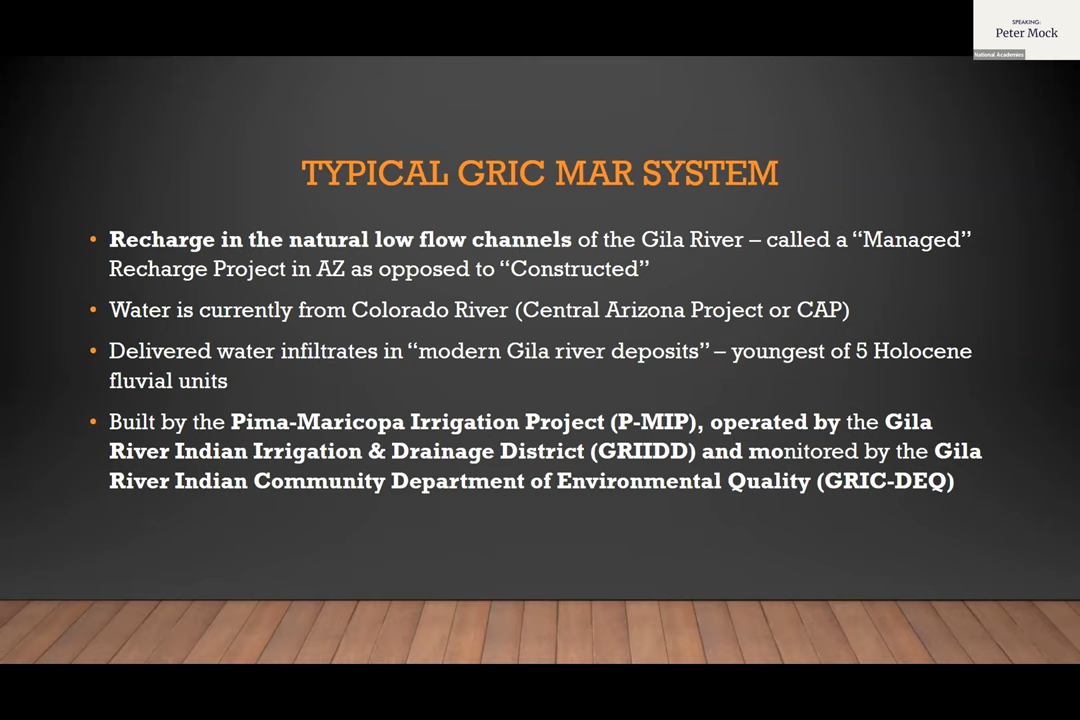 SPEAKING:
Peter Mock
National Academies
TYPICAL GRIC MAR SYSTEM
• Recharge in the natural low flow channels of the Gila River – called a “Managed”
Recharge Project in AZ as opposed to “Constructed”
• Water is currently from Colorado River (Central Arizona Project or CAP)
• Delivered water infiltrates in “modern Gila river deposits” – youngest of 5 Holocene
fluvial units
• Built by the Pima-Maricopa Irrigation Project (P-MIP), operated by the Gila
River Indian Irrigation & Drainage District (GRIIDD) and monitored by the Gila
River Indian Community Department of Environmental Quality (GRIC-DEQ)